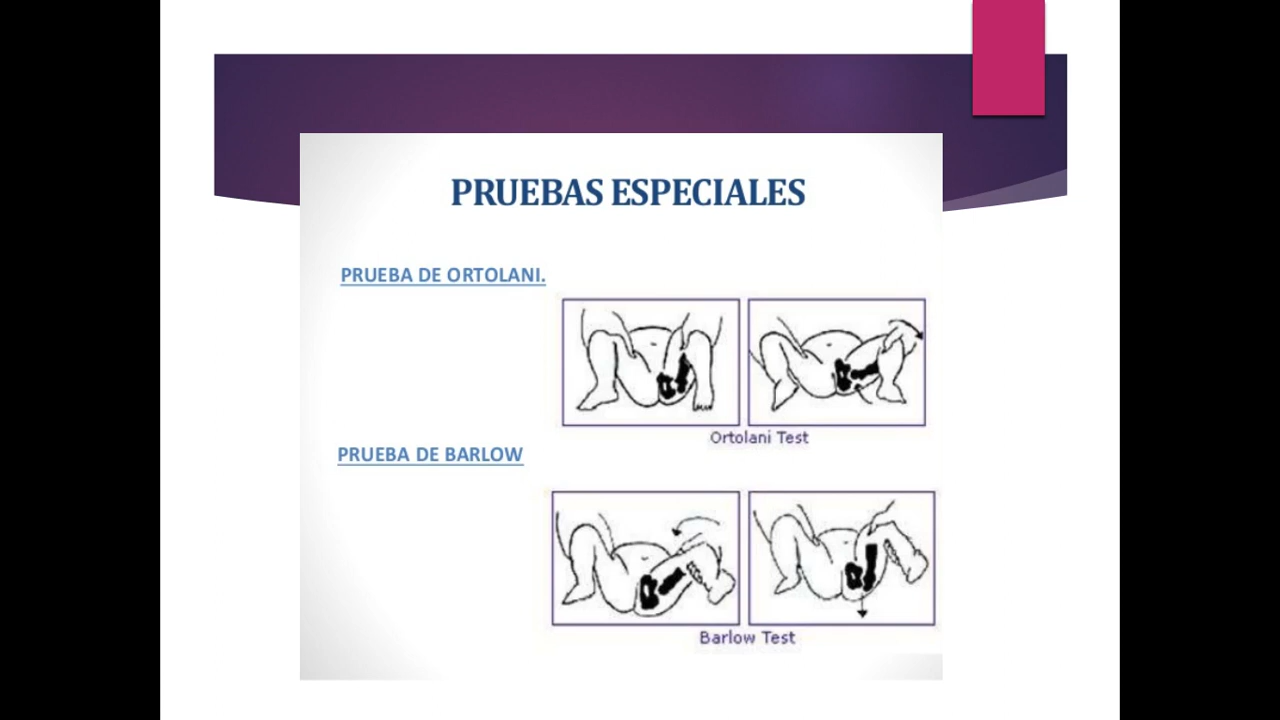 PRUEBAS ESPECIALES
PRUEBA DE ORTOLANI.
Ortolani Test
PRUEBA DE BARLOW
Barlow Test